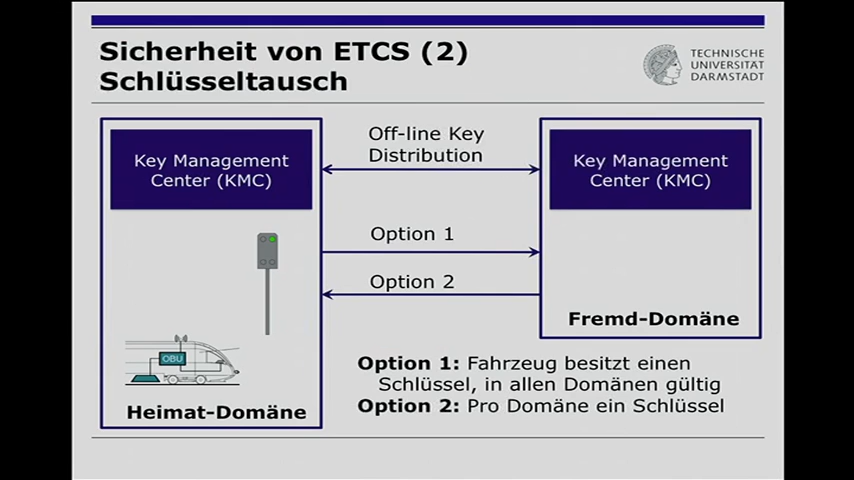 Sicherheit von ETCS (2)
Schlüsseltausch
TECHNISCHE
UNIVERSITÄT
DARMSTADT
Key Management
Center (KMC)
Off-line Key
Distribution
Key Management
Center (KMC)
Option 1
Option 2
OBU
Heimat-Domäne
Fremd-Domäne
Option 1: Fahrzeug besitzt einen
Schlüssel, in allen Domänen gültig
Option 2: Pro Domäne ein Schlüssel